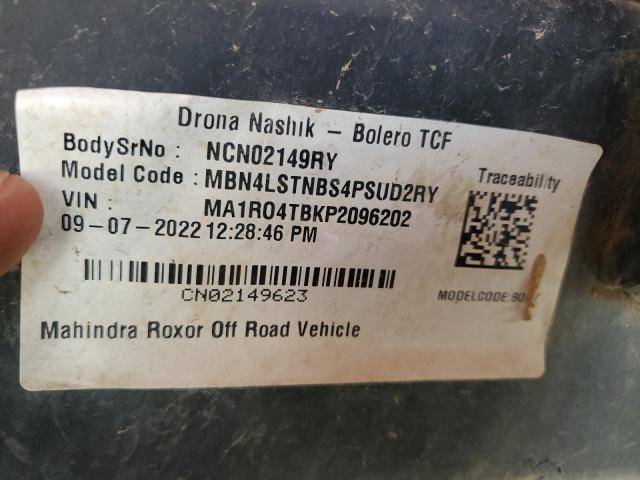 Drona Nashik – Bolero TCF
BodySrNo : NCN02149RY
Model Code : MBN4LSTNBS4PSUD2RY
VIN : MA1RO4TBKP2096202
09-07-2022 12:28:46 PM
Traceability
CN02149623
MODELCODE:
Mahindra Roxor Off Road Vehicle